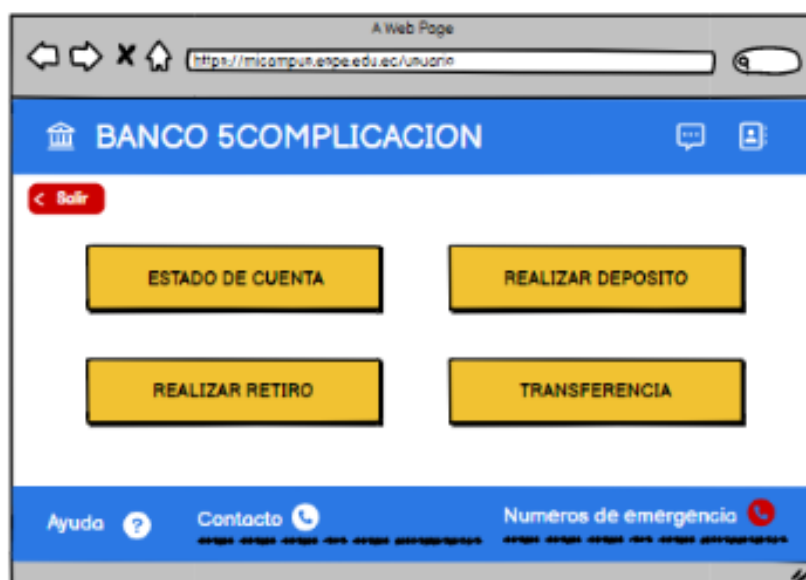 A Web Page
https://micampus.espe.edu.ec/usuario
BANCO 5COMPLICACION
< Salir
ESTADO DE CUENTA
REALIZAR DEPOSITO
REALIZAR RETIRO
TRANSFERENCIA
Ayuda ?
Contacto
Numeros de emergencia